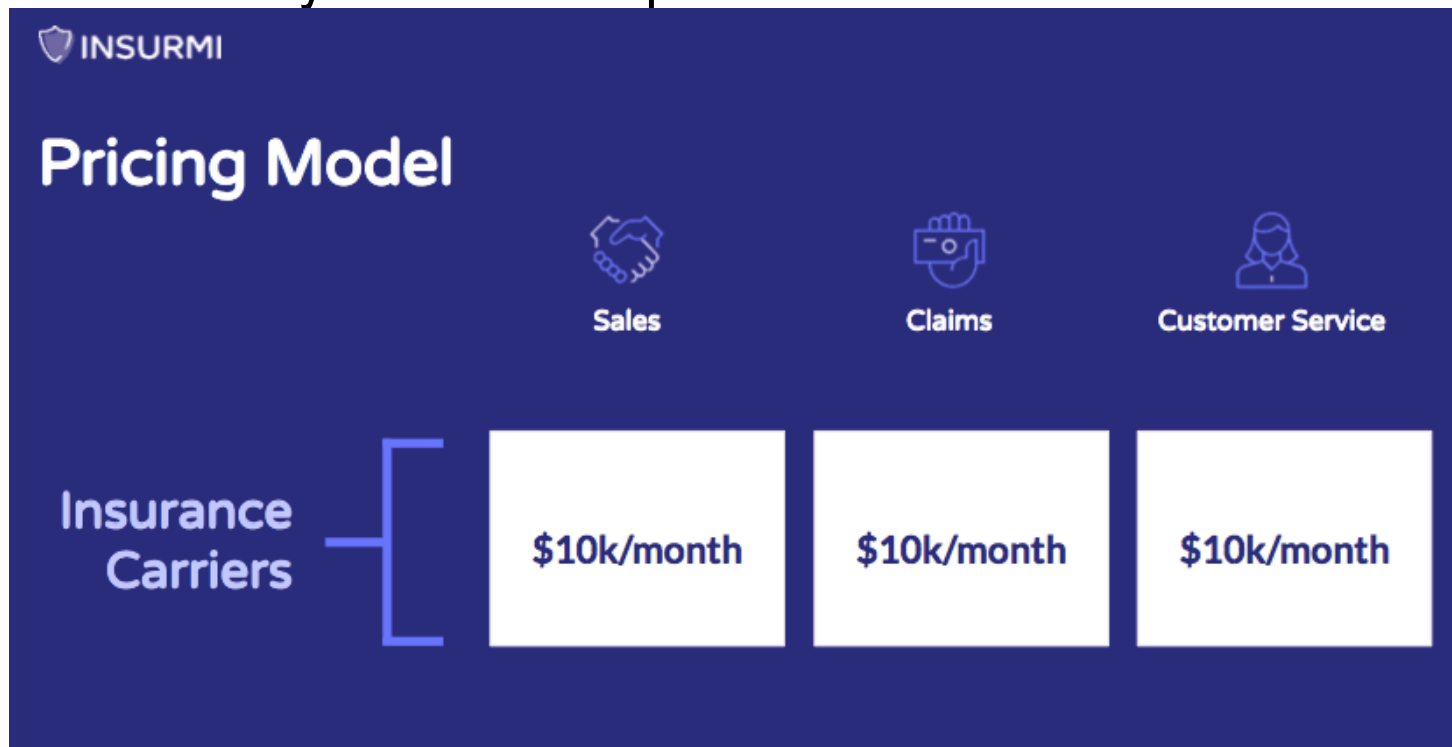 INSURMI
Pricing Model
Sales
Claims
Customer Service
Insurance
Carriers
$10k/month
$10k/month
$10k/month